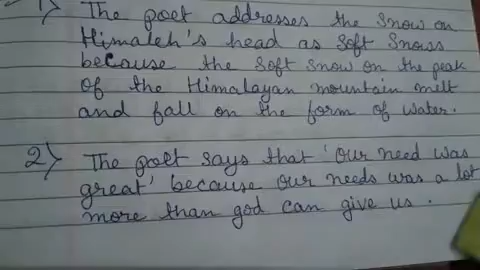 1) The poet addresses the snow on
Himaleh's head as soft snows
because the soft snow on the peak
of the Himalayan mountain milt
and fall on the form of water.
2) The poet says that 'our need was
great' because our needs was a lot
more than god can give us.